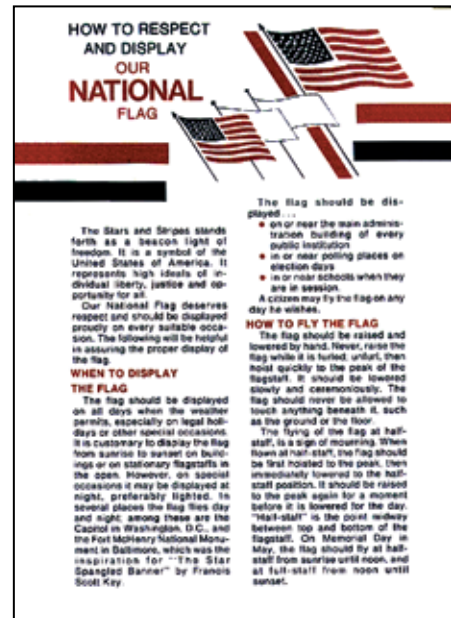 HOW TO RESPECT
AND DISPLAY
OUR
NATIONAL
FLAG
The Stars and Stripes stands
forth as a beacon light of
freedom. It is a symbol of the
United States of America. It
represents high ideals of in-
dividual liberty, justice and op-
portunity for all.
Our National Flag deserves
respect and should be displayed
proudly on every suitable occa-
sion. The following will be helpful
in assuring the proper display of
the flag.
WHEN TO DISPLAY
THE FLAG
The flag should be displayed
on all days when the weather
permits, especially on legal holi-
days or other special occasions.
It is customary to display the flag
from sunrise to sunset on build-
ings or on stationary flagstaffs in
the open. However, on special
occasions it may be displayed at
night, preferably lighted. In
several places the flag flies day
and night; among these are the
Capitol in Washington, D.C., and
the Fort McHenry National Monu-
ment in Baltimore, which was the
inspiration for "The Star
Spangled Banner" by Francis
Scott Key.
The flag should be dis-
played...
• on or near the main adminis-
tration building of every
public institution
• in or near polling places on
election days
• in or near schools when they
are in session.
A citizen may fly the flag on any
day he wishes.
HOW TO FLY THE FLAG
The flag should be raised and
lowered by hand. Never, raise the
flag while it is furled; unfurl, then
hoist quickly to the peak of the
flagstaff. It should be lowered
slowly and ceremoniously. The
flag should never be allowed to
touch anything beneath it, such
as the ground or the floor.
The flying of the flag at half-
staff, is a sign of mourning. When
flown at half-staff, the flag should
be first hoisted to the peak, then
immediately lowered to the half-
staff position. It should be raised
to the peak again for a moment
before it is lowered for the day.
"Half-staff" is the point midway
between top and bottom of the
flagstaff. On Memorial Day in
May, the flag should fly at half-
staff from sunrise until noon, and
at full-staff from noon until
sunset.